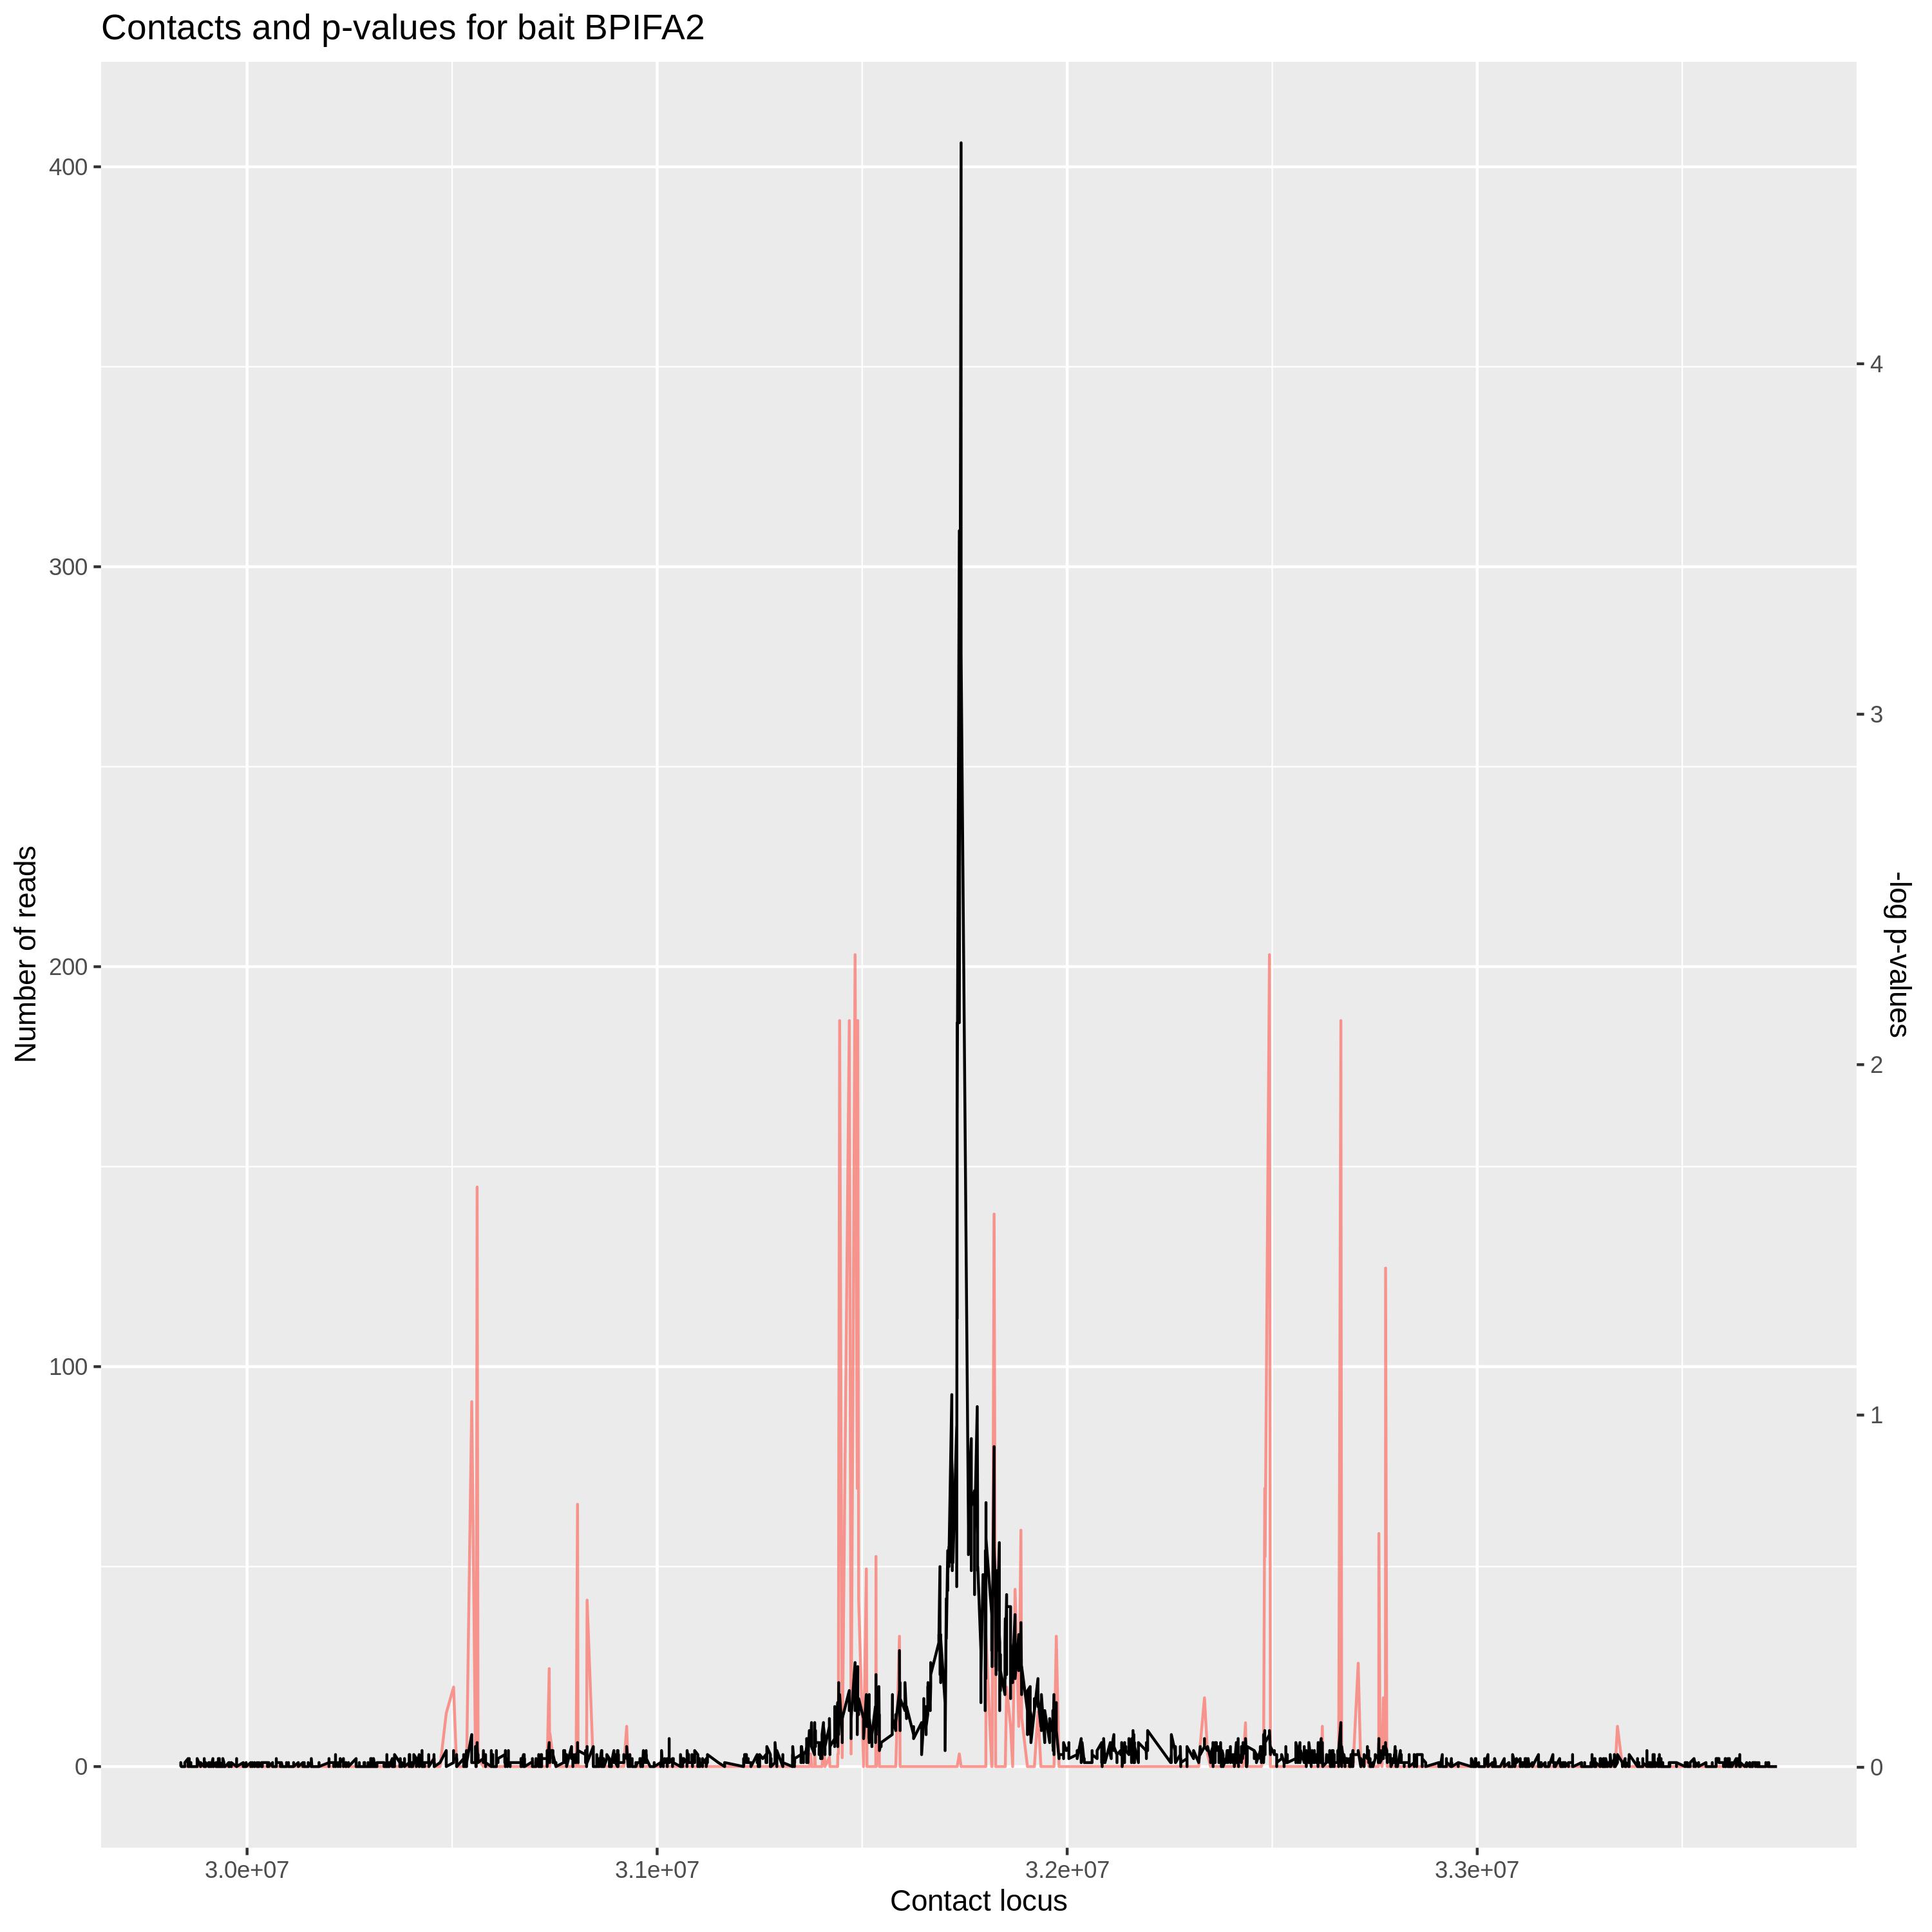 Contacts and p-values for bait BPIFA2
Number of reads
400
300
200
100
0
-log p-values
4
3
2
1
0
3.0e+07
3.1e+07
3.2e+07
3.3e+07
Contact locus